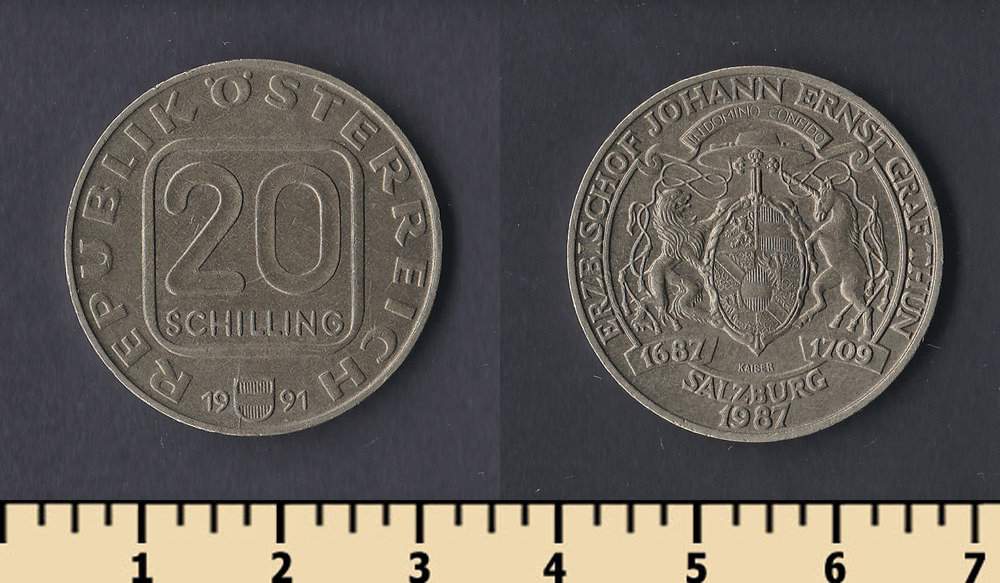 REPUBLIK ÖSTERREICH
20
SCHILLING
19 91
ERZBISCHOF JOHANN ERNST GRAF THUN
IN DOMINO CONFIDO
1687 1709
KAISER
SALZBURG
1987
1 2 3 4 5 6 7